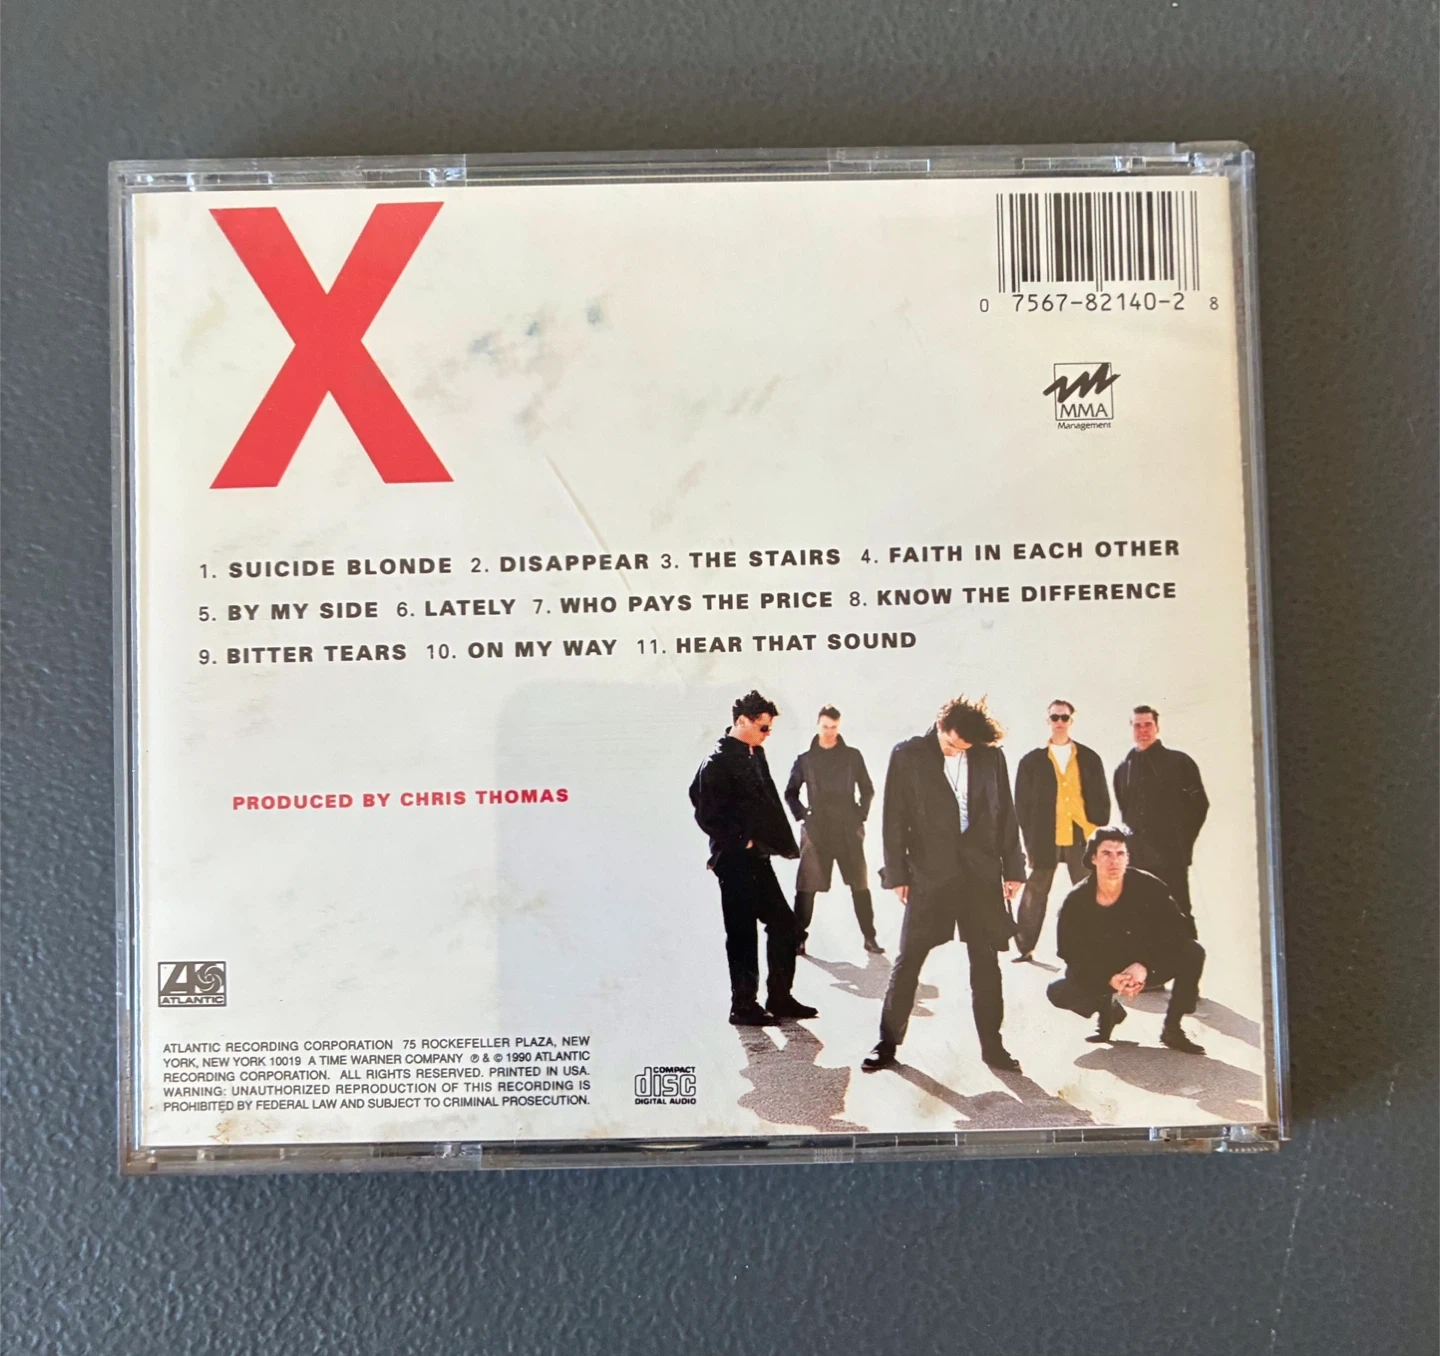 X
0 7567-82140-2 8
MMA
Management
1. SUICIDE BLONDE 2. DISAPPEAR 3. THE STAIRS 4. FAITH IN EACH OTHER
5. BY MY SIDE 6. LATELY 7. WHO PAYS THE PRICE 8. KNOW THE DIFFERENCE
9. BITTER TEARS 10. ON MY WAY 11. HEAR THAT SOUND
PRODUCED BY CHRIS THOMAS
ATLANTIC
ATLANTIC RECORDING CORPORATION 75 ROCKEFELLER PLAZA, NEW
YORK, NEW YORK 10019 A TIME WARNER COMPANY ℗ & © 1990 ATLANTIC
RECORDING CORPORATION. ALL RIGHTS RESERVED. PRINTED IN USA.
WARNING: UNAUTHORIZED REPRODUCTION OF THIS RECORDING IS
PROHIBITED BY FEDERAL LAW AND SUBJECT TO CRIMINAL PROSECUTION.
COMPACT
disc
DIGITAL AUDIO